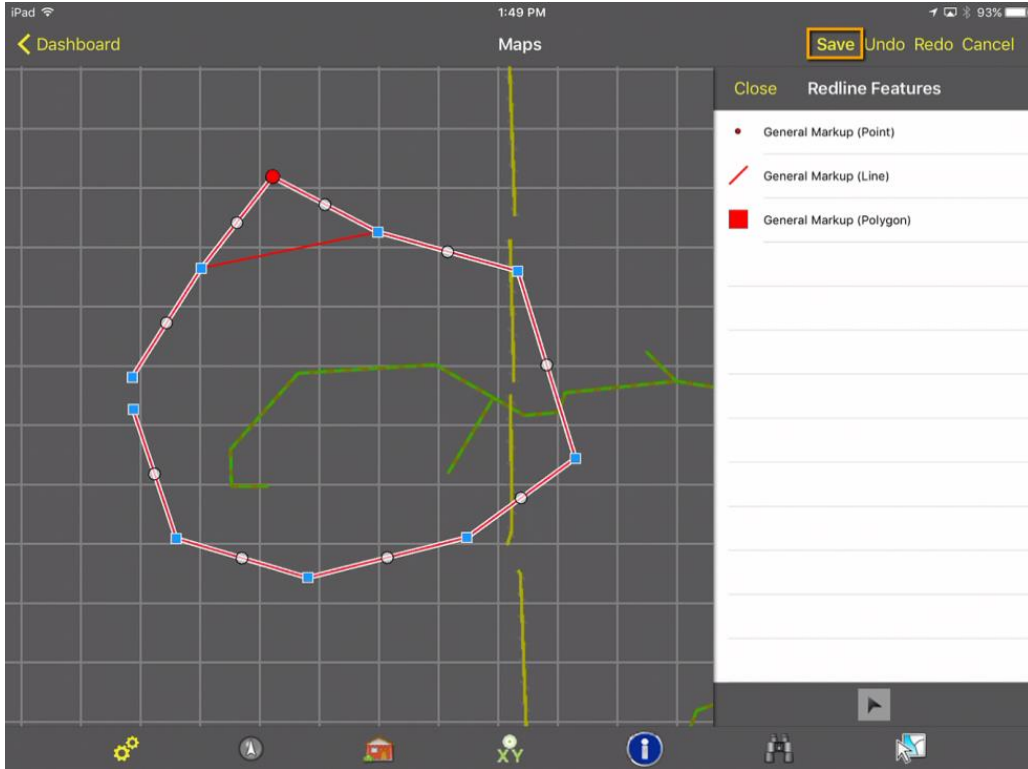 iPad 1:49 PM 93%
Dashboard Maps Save Undo Redo Cancel
Close Redline Features
General Markup (Point)
General Markup (Line)
General Markup (Polygon)
XY
i